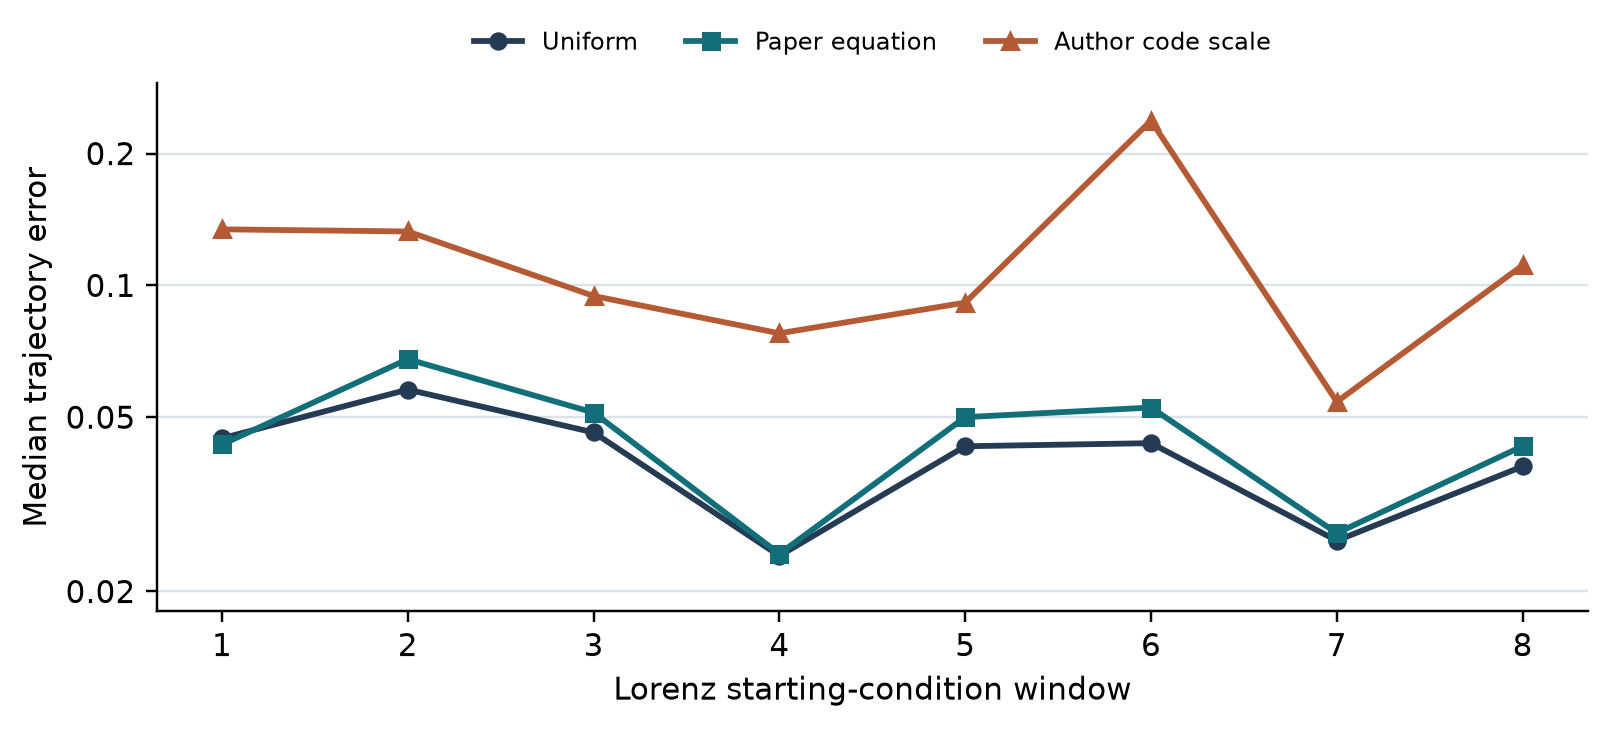 Uniform Paper equation Author code scale
Median trajectory error
0.2
0.1
0.05
0.02
1 2 3 4 5 6 7 8
Lorenz starting-condition window